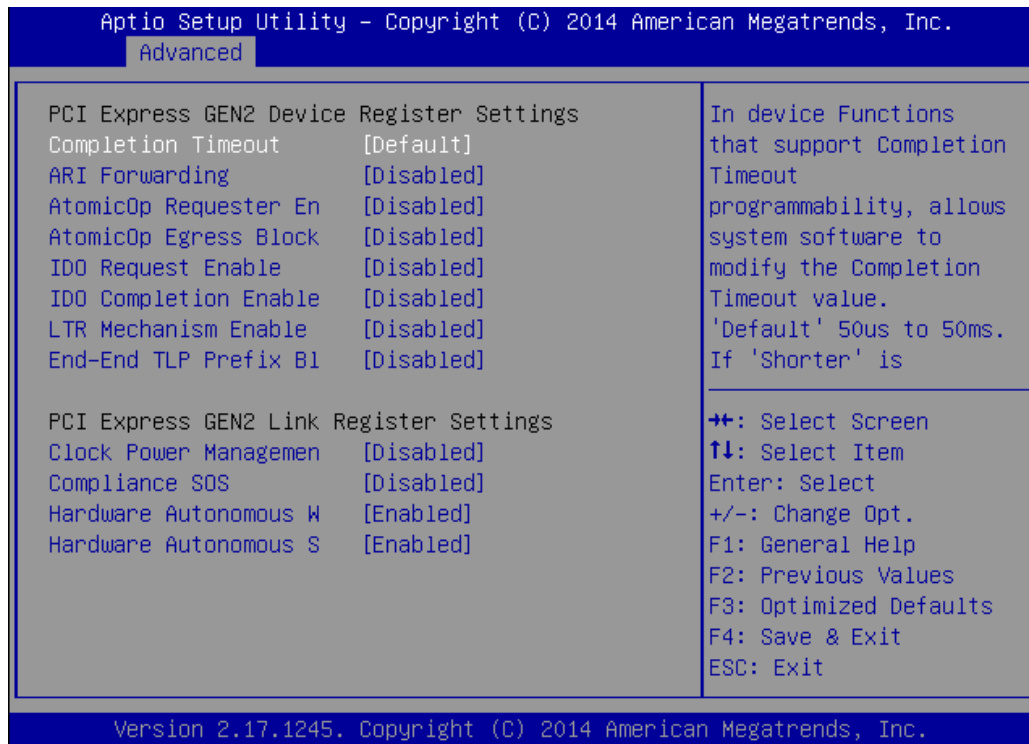 Aptio Setup Utility – Copyright (C) 2014 American Megatrends, Inc.
Advanced
PCI Express GEN2 Device Register Settings
Completion Timeout [Default]
ARI Forwarding [Disabled]
AtomicOp Requester En [Disabled]
AtomicOp Egress Block [Disabled]
IDO Request Enable [Disabled]
IDO Completion Enable [Disabled]
LTR Mechanism Enable [Disabled]
End-End TLP Prefix Bl [Disabled]
PCI Express GEN2 Link Register Settings
Clock Power Managemen [Disabled]
Compliance SOS [Disabled]
Hardware Autonomous W [Enabled]
Hardware Autonomous S [Enabled]
In device Functions
that support Completion
Timeout
programmability, allows
system software to
modify the Completion
Timeout value.
'Default' 50us to 50ms.
If 'Shorter' is
→←: Select Screen
↑↓: Select Item
Enter: Select
+/-: Change Opt.
F1: General Help
F2: Previous Values
F3: Optimized Defaults
F4: Save & Exit
ESC: Exit
Version 2.17.1245. Copyright (C) 2014 American Megatrends, Inc.